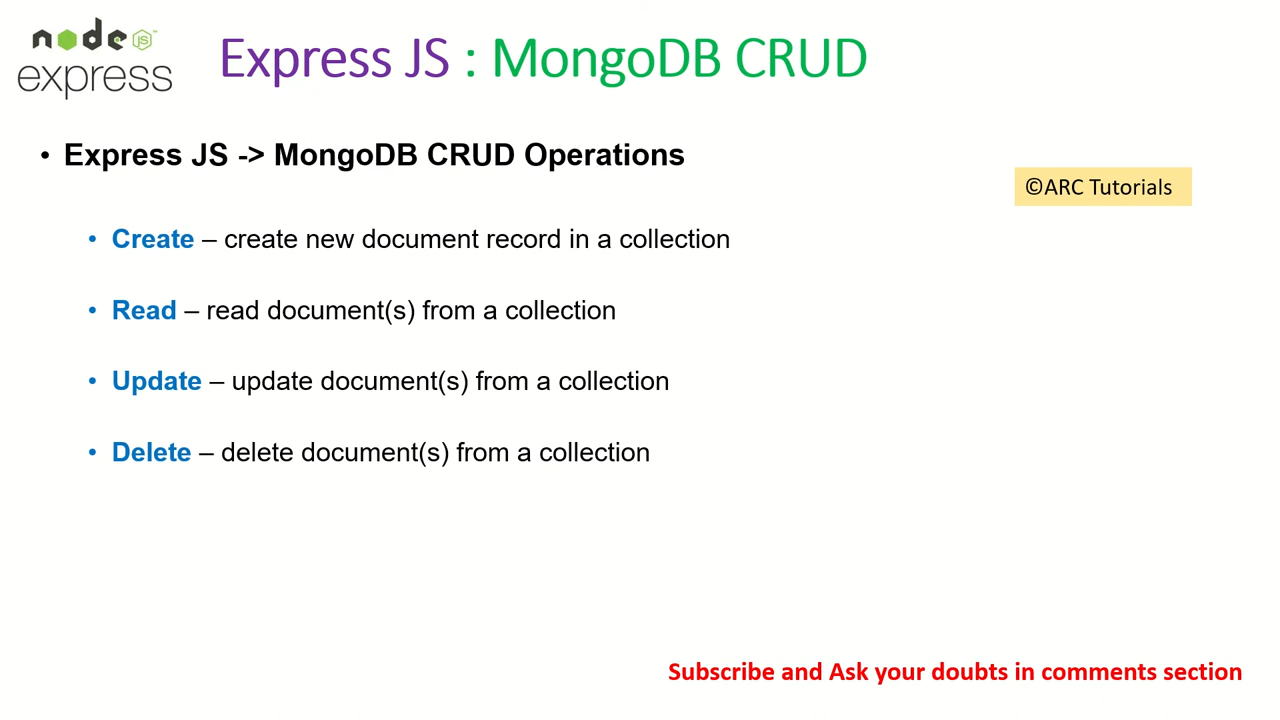 node
JS
express
Express JS : MongoDB CRUD
• Express JS -> MongoDB CRUD Operations
©ARC Tutorials
• Create – create new document record in a collection
• Read – read document(s) from a collection
• Update – update document(s) from a collection
• Delete – delete document(s) from a collection
Subscribe and Ask your doubts in comments section